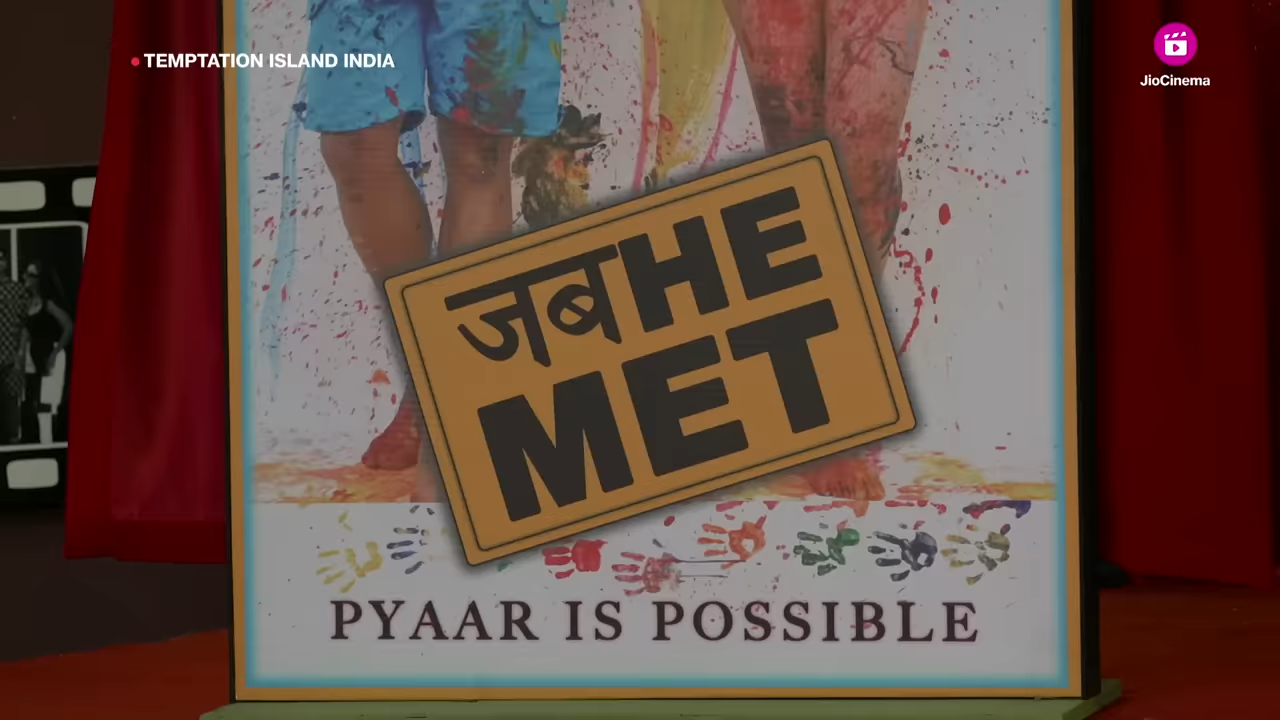 TEMPTATION ISLAND INDIA
JioCinema
जब HE
MET
PYAAR IS POSSIBLE